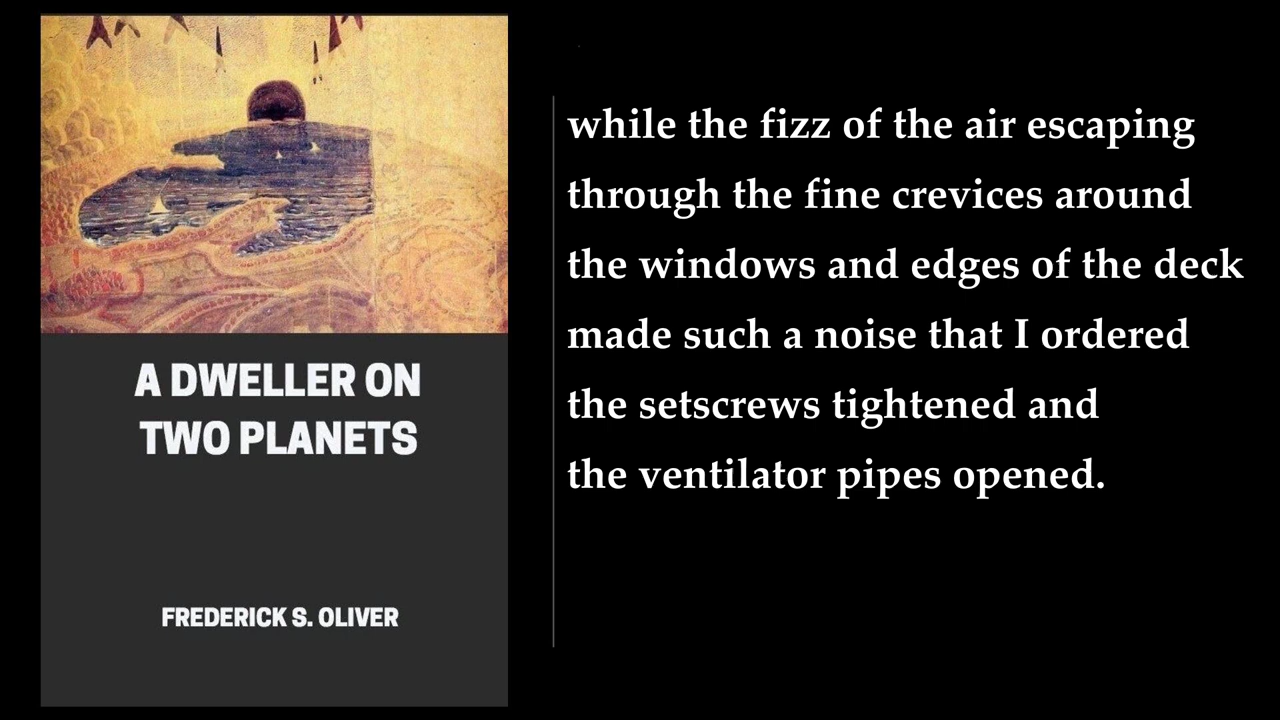 A DWELLER ON
TWO PLANETS
FREDERICK S. OLIVER
while the fizz of the air escaping
through the fine crevices around
the windows and edges of the deck
made such a noise that I ordered
the setscrews tightened and
the ventilator pipes opened.